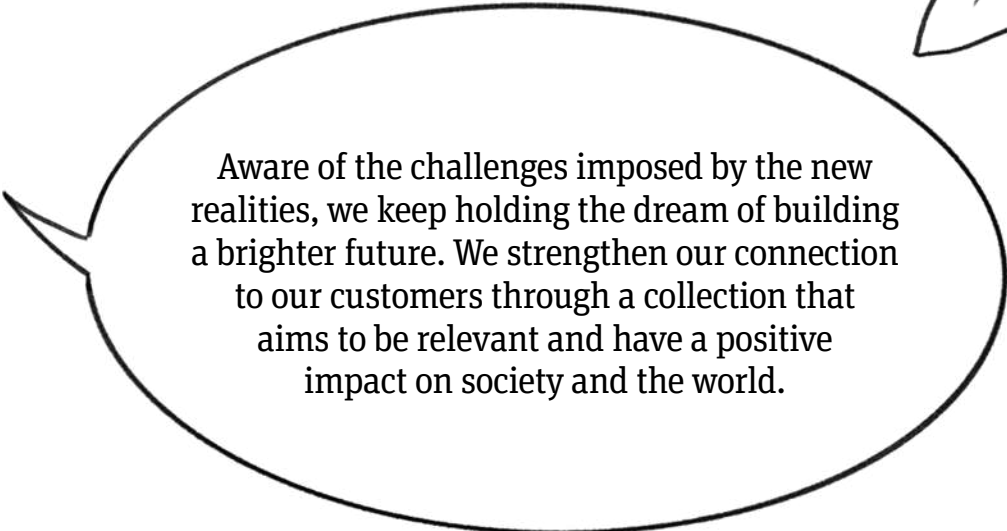 Aware of the challenges imposed by the new
realities, we keep holding the dream of building
a brighter future. We strengthen our connection
to our customers through a collection that
aims to be relevant and have a positive
impact on society and the world.